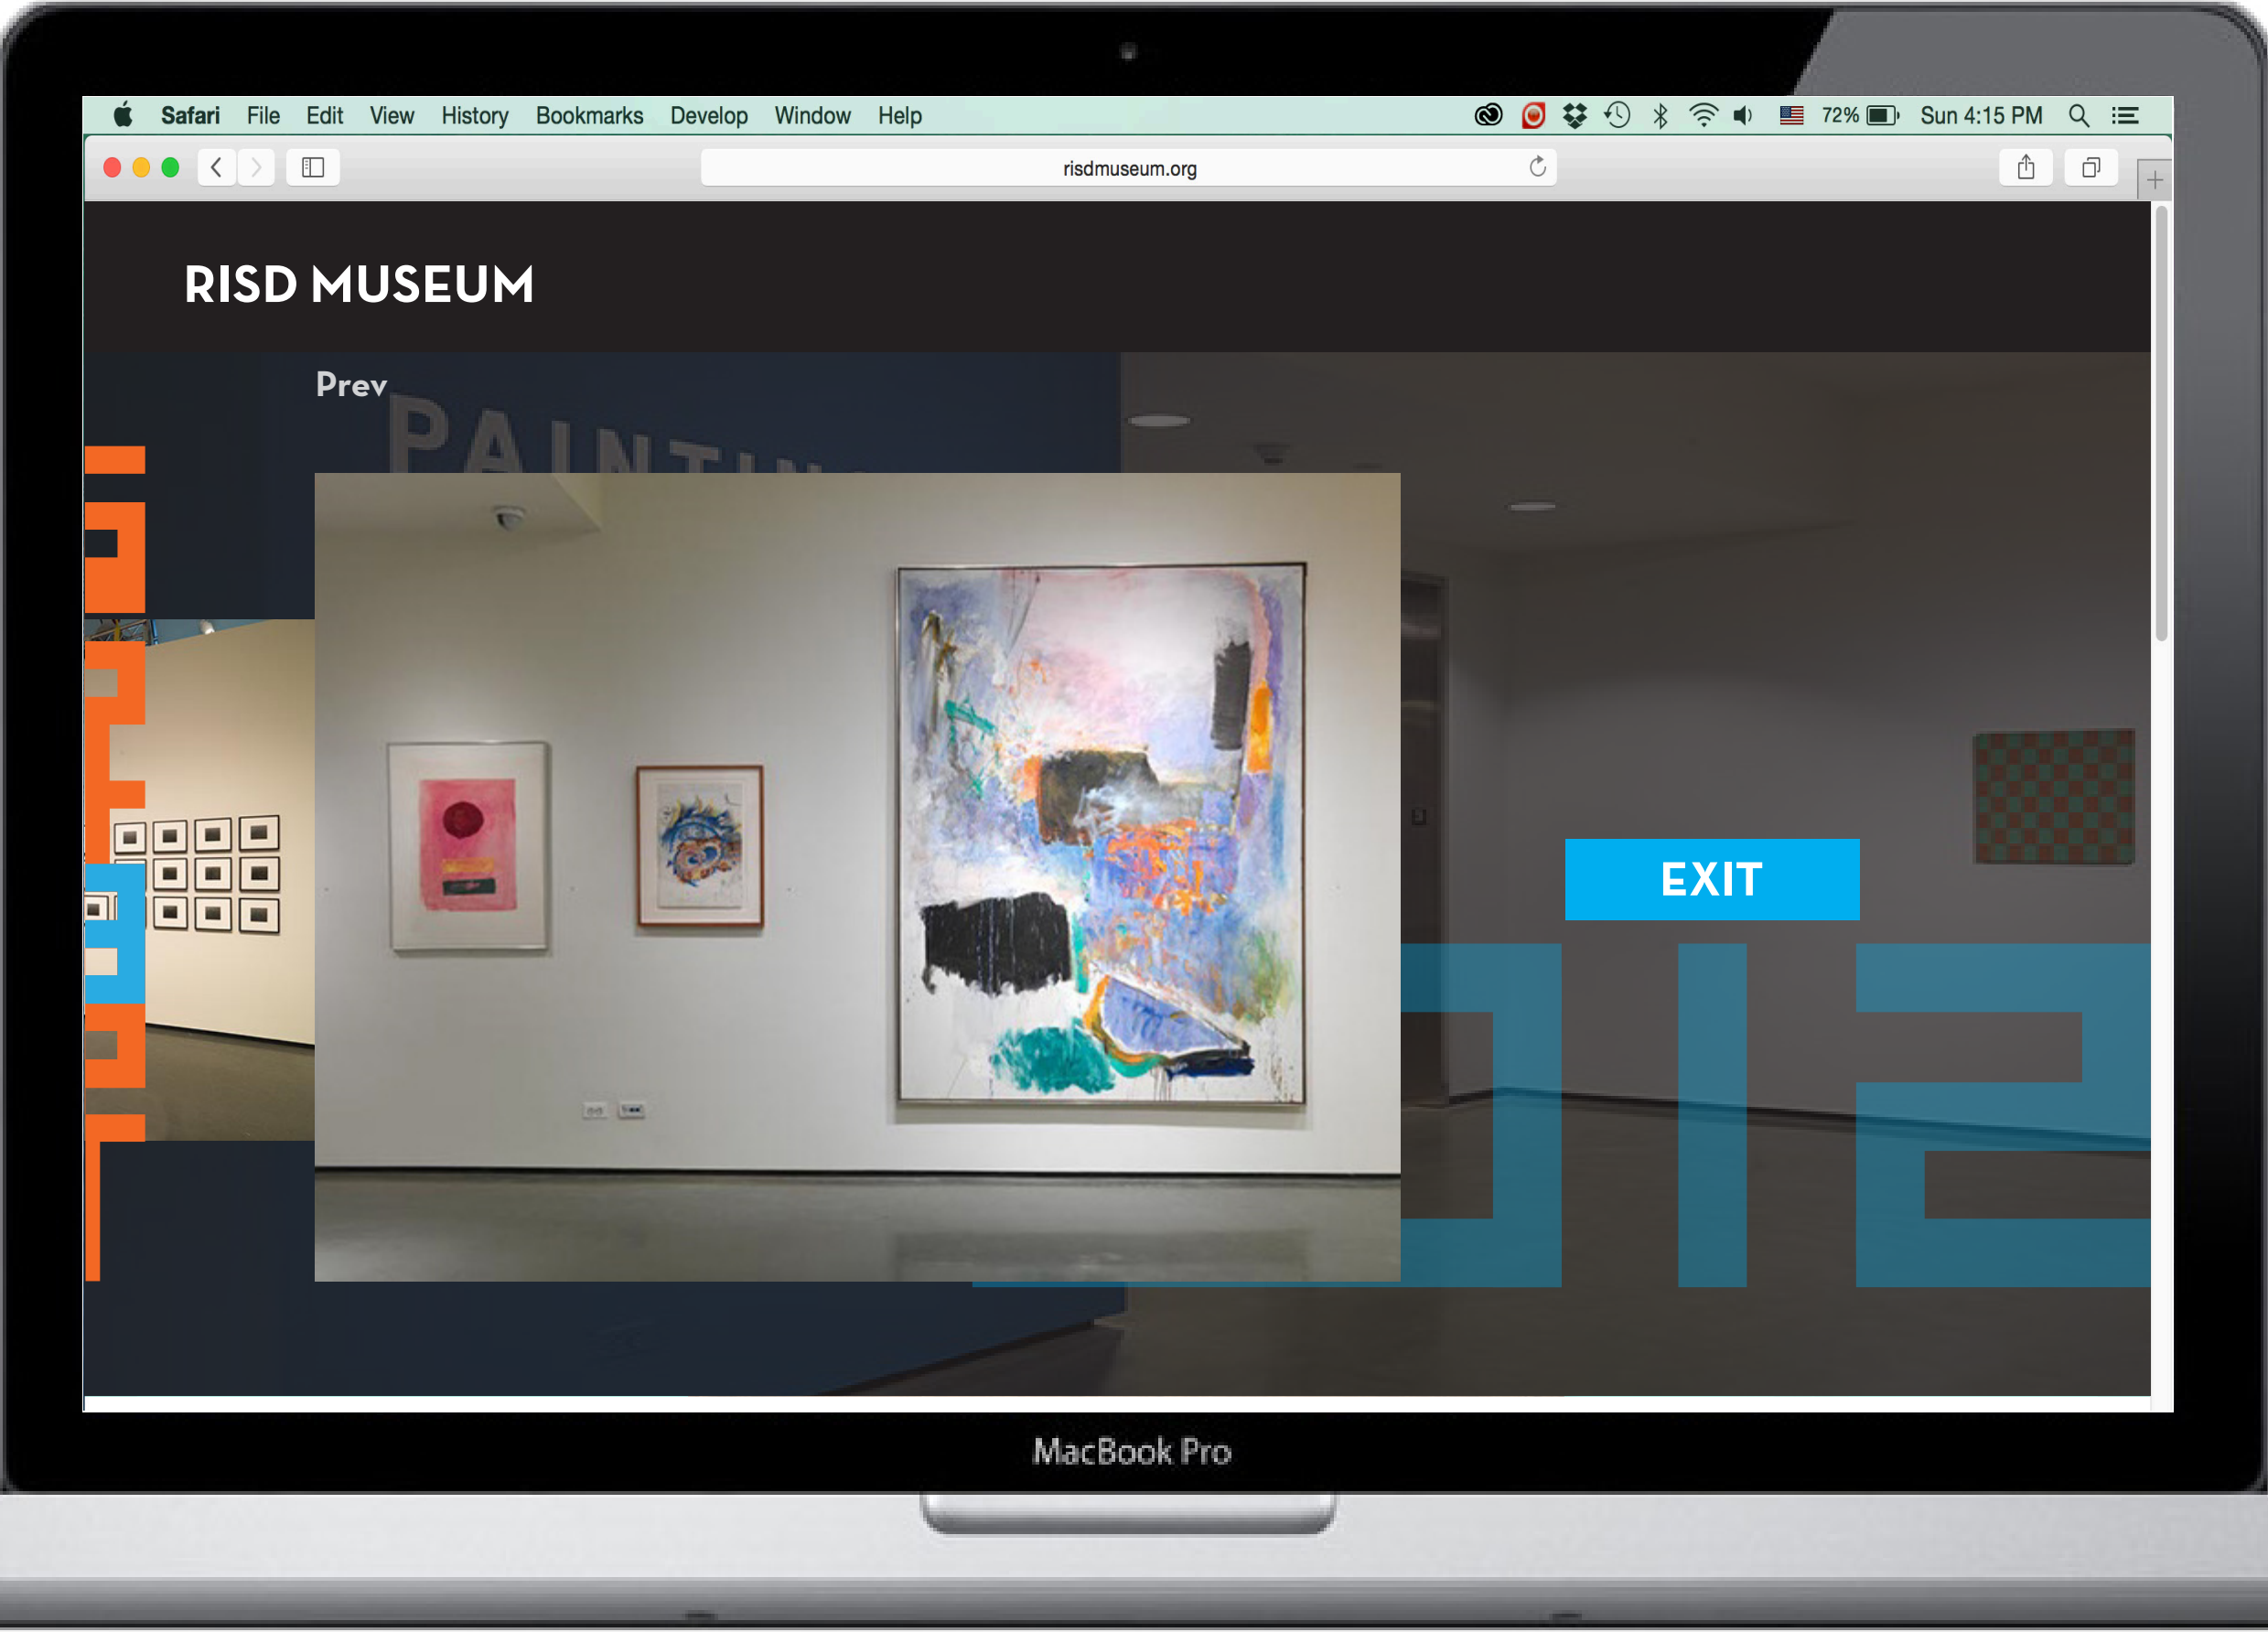 Safari File Edit View History Bookmarks Develop Window Help 72% Sun 4:15 PM
risdmuseum.org
RISD MUSEUM
Prev
EXIT
MacBook Pro